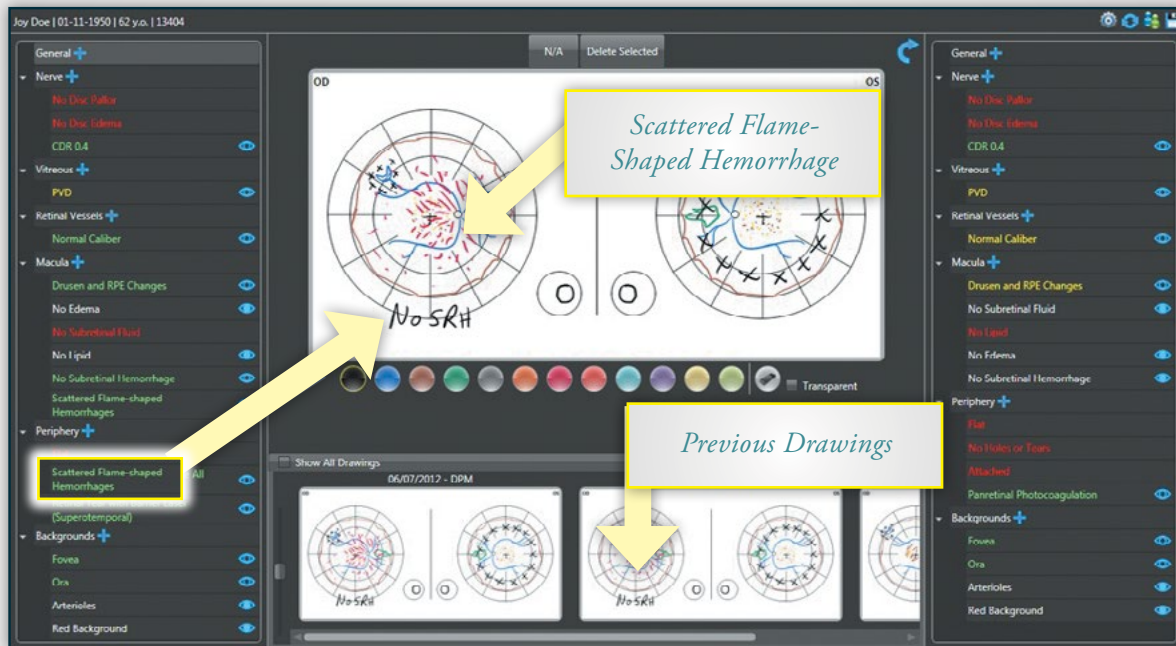 Joy Doe | 01-11-1950 | 62 y.o. | 13404
General
Nerve
No Disc Pallor
No Disc Edema
CDR 0.4
Vitreous
PVD
Retinal Vessels
Normal Caliber
Macula
Drusen and RPE Changes
No Edema
No Subretinal Fluid
No Lipid
No Subretinal Hemorrhage
Scattered Flame-shaped
Hemorrhages
Periphery
Scattered Flame-shaped All
Hemorrhages
(Superotemporal)
Backgrounds
Fovea
Ora
Arterioles
Red Background
N/A
Delete Selected
OD
OS
Scattered Flame-
Shaped Hemorrhage
NO SRH
Transparent
Previous Drawings
Show All Drawings
06/07/2012 - DPM
No SRH
No SRH
General
Nerve
No Disc Pallor
No Disc Edema
CDR 0.4
Vitreous
PVD
Retinal Vessels
Normal Caliber
Macula
Drusen and RPE Changes
No Subretinal Fluid
No Lipid
No Edema
No Subretinal Hemorrhage
Periphery
Flat
No Holes or Tears
Attached
Panretinal Photocoagulation
Backgrounds
Fovea
Ora
Arterioles
Red Background